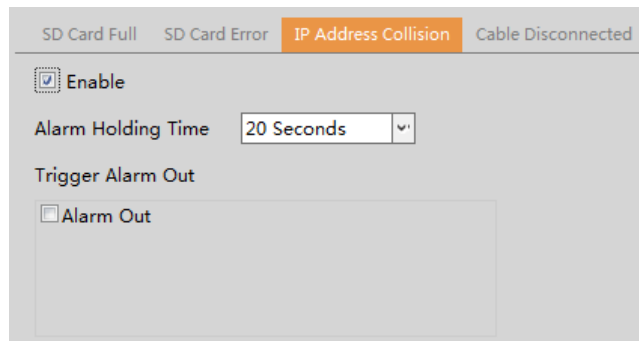 SD Card Full SD Card Error IP Address Collision Cable Disconnected
Enable
Alarm Holding Time 20 Seconds
Trigger Alarm Out
Alarm Out